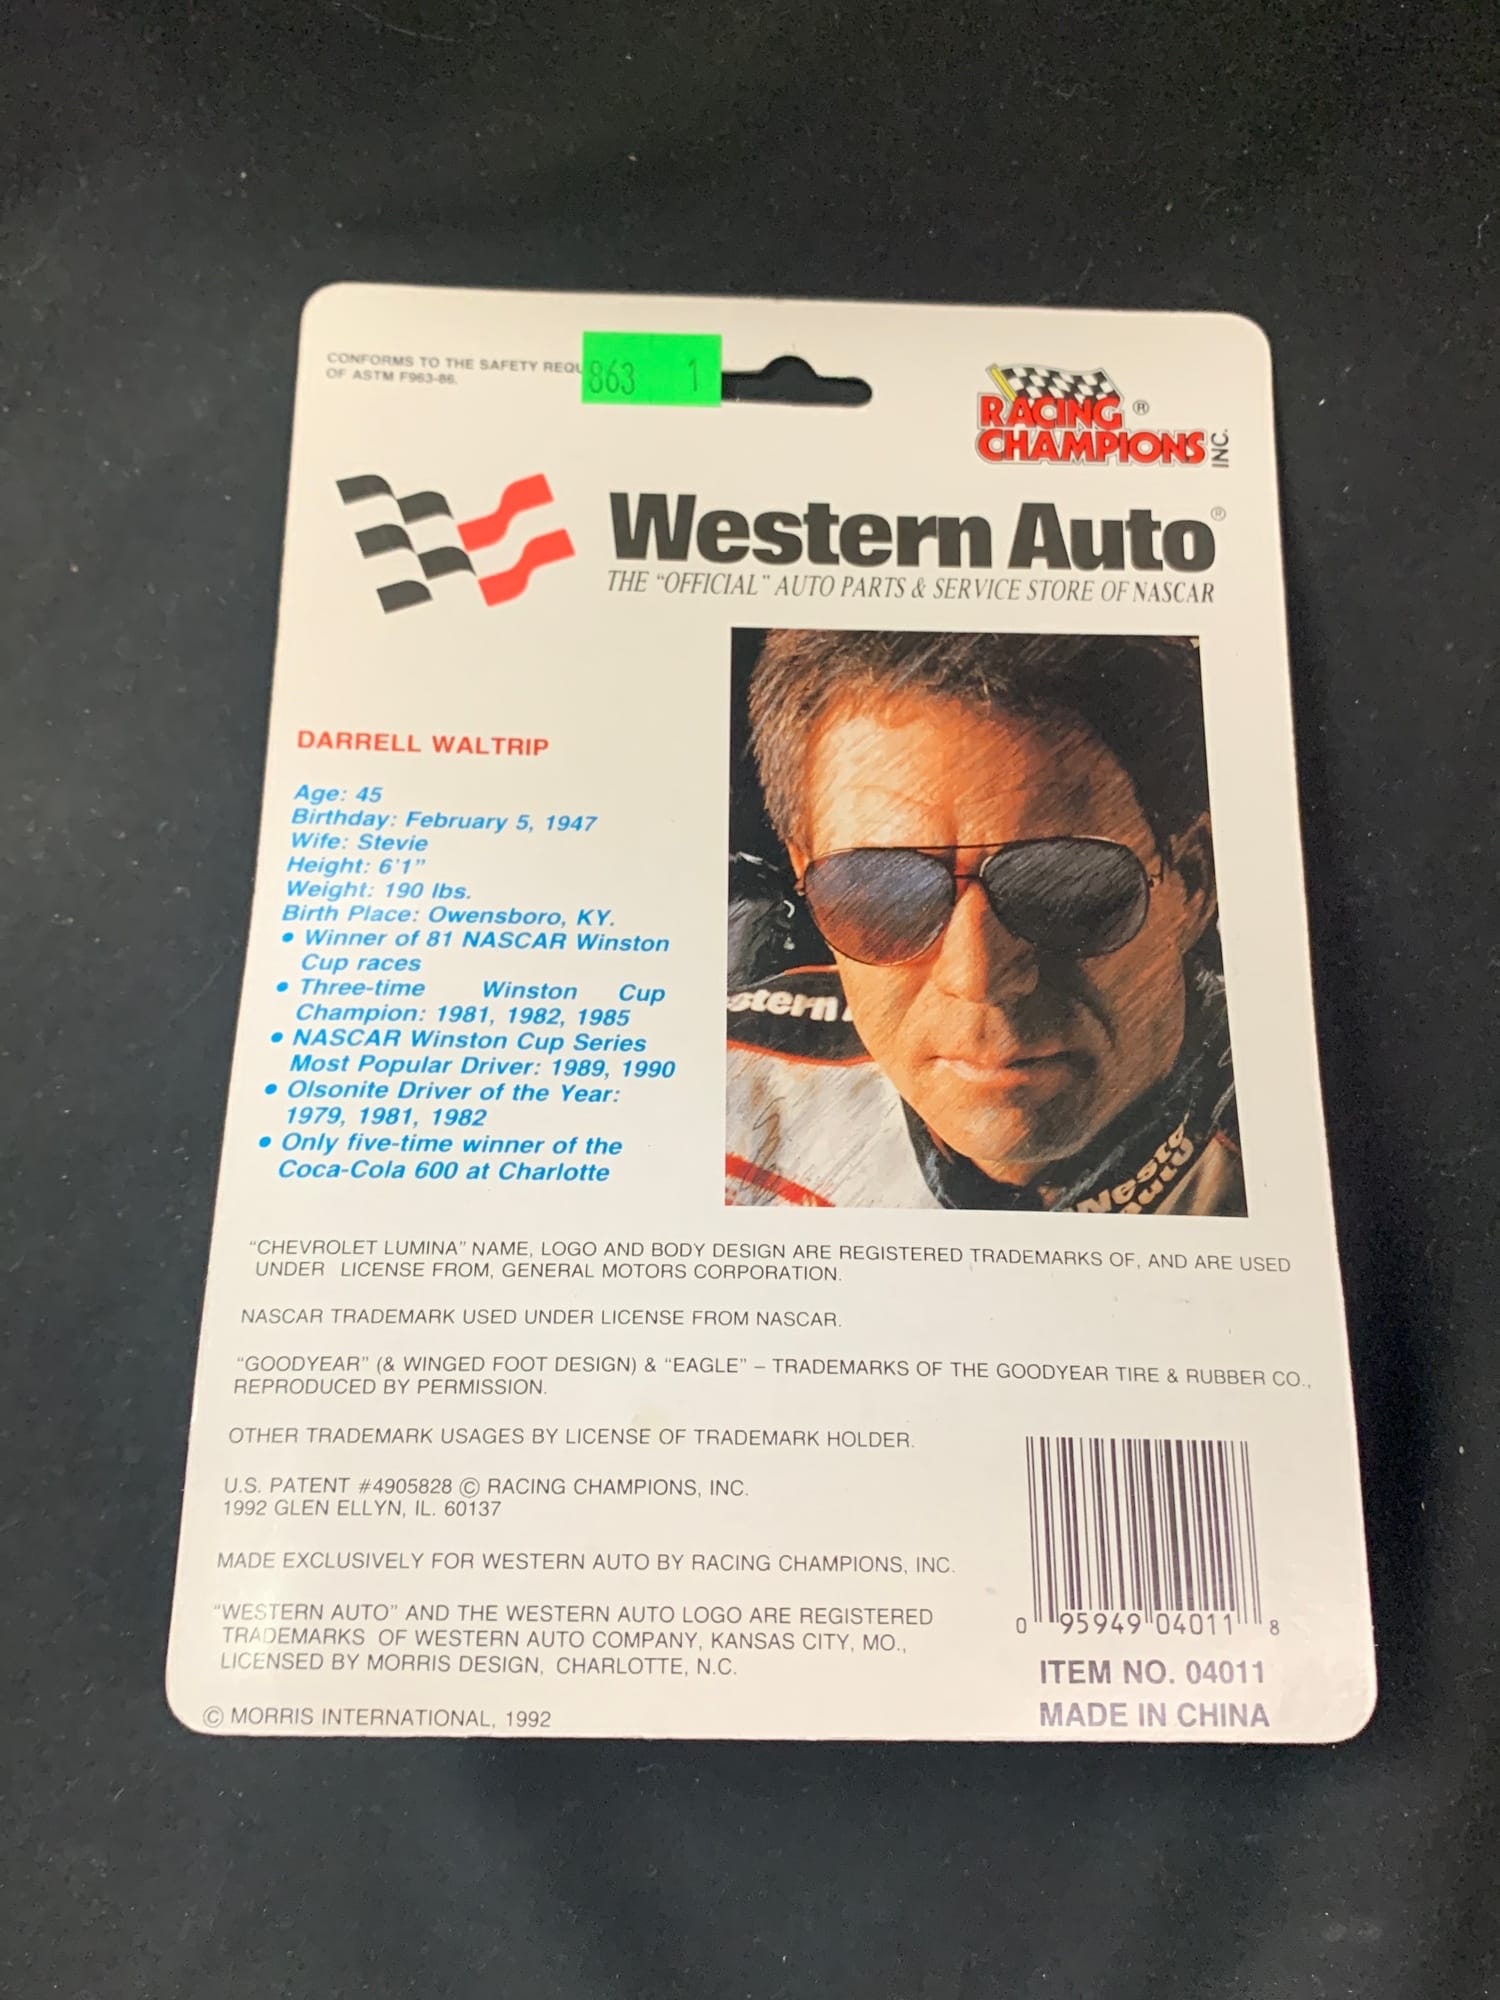 CONFORMS TO THE SAFETY
OF ASTM F963-86.
863 1
RACING ®
CHAMPIONS INC.
Western Auto®
THE "OFFICIAL" AUTO PARTS & SERVICE STORE OF NASCAR
DARRELL WALTRIP
Age: 45
Birthday: February 5, 1947
Wife: Stevie
Height: 6'1"
Weight: 190 lbs.
Birth Place: Owensboro, KY.
• Winner of 81 NASCAR Winston
Cup races
• Three-time Winston Cup
Champion: 1981, 1982, 1985
• NASCAR Winston Cup Series
Most Popular Driver: 1989, 1990
• Olsonite Driver of the Year:
1979, 1981, 1982
• Only five-time winner of the
Coca-Cola 600 at Charlotte
stern
Western
Auto
"CHEVROLET LUMINA" NAME, LOGO AND BODY DESIGN ARE REGISTERED TRADEMARKS OF, AND ARE USED
UNDER LICENSE FROM, GENERAL MOTORS CORPORATION.
NASCAR TRADEMARK USED UNDER LICENSE FROM NASCAR.
"GOODYEAR" (& WINGED FOOT DESIGN) & "EAGLE" – TRADEMARKS OF THE GOODYEAR TIRE & RUBBER CO.,
REPRODUCED BY PERMISSION.
OTHER TRADEMARK USAGES BY LICENSE OF TRADEMARK HOLDER.
U.S. PATENT #4905828 © RACING CHAMPIONS, INC.
1992 GLEN ELLYN, IL. 60137
MADE EXCLUSIVELY FOR WESTERN AUTO BY RACING CHAMPIONS, INC.
"WESTERN AUTO" AND THE WESTERN AUTO LOGO ARE REGISTERED
TRADEMARKS OF WESTERN AUTO COMPANY, KANSAS CITY, MO.,
LICENSED BY MORRIS DESIGN, CHARLOTTE, N.C.
© MORRIS INTERNATIONAL, 1992
0 95949 04011 8
ITEM NO. 04011
MADE IN CHINA